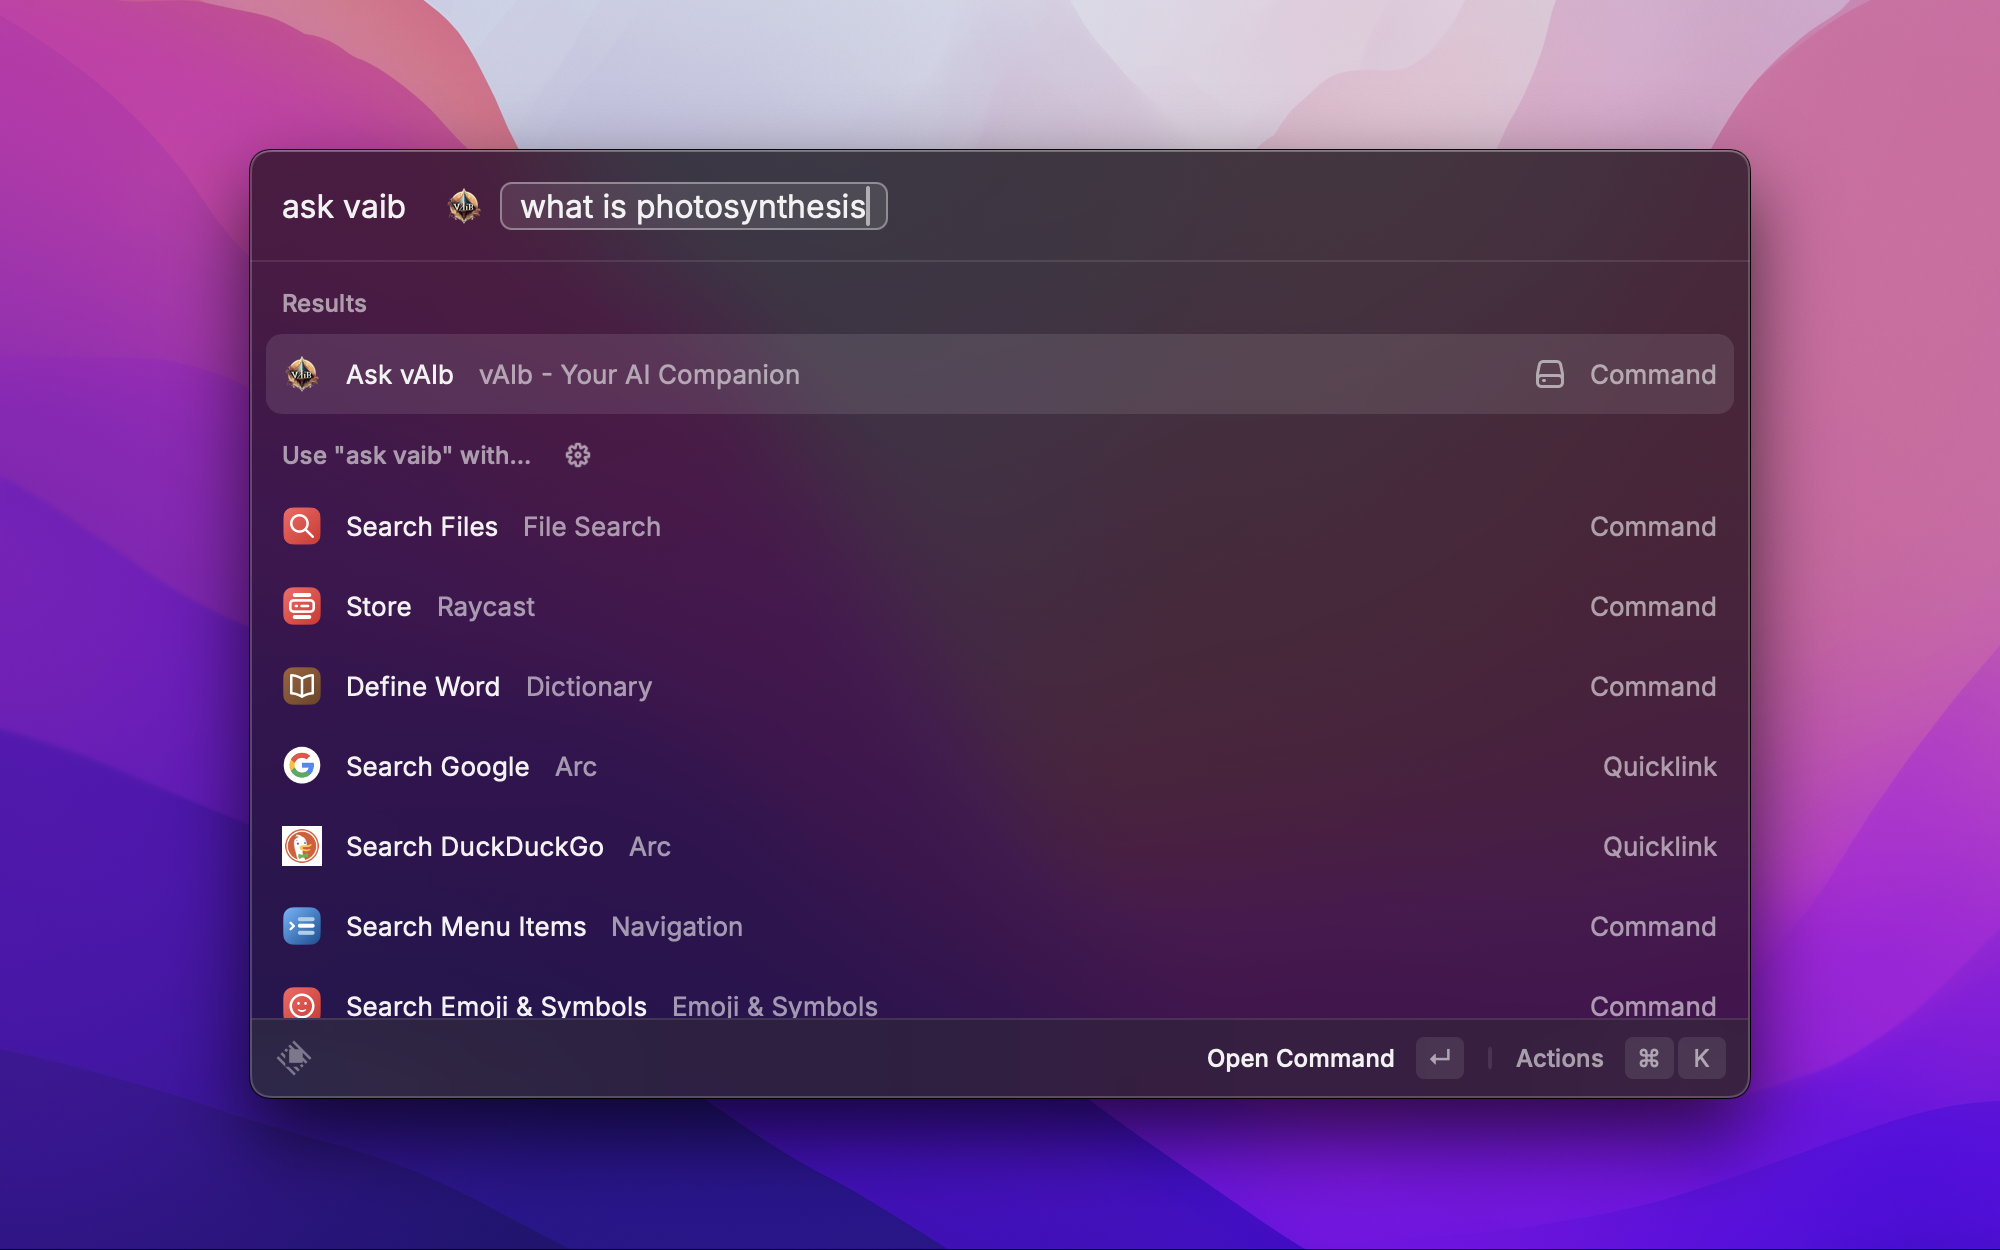 ask vaib what is photosynthesis
Results
Ask vAIb vAIb - Your AI Companion Command
Use "ask vaib" with...
Search Files File Search Command
Store Raycast Command
Define Word Dictionary Command
Search Google Arc Quicklink
Search DuckDuckGo Arc Quicklink
Search Menu Items Navigation Command
Search Emoji & Symbols Emoji & Symbols Command
Open Command ↵ Actions ⌘ K